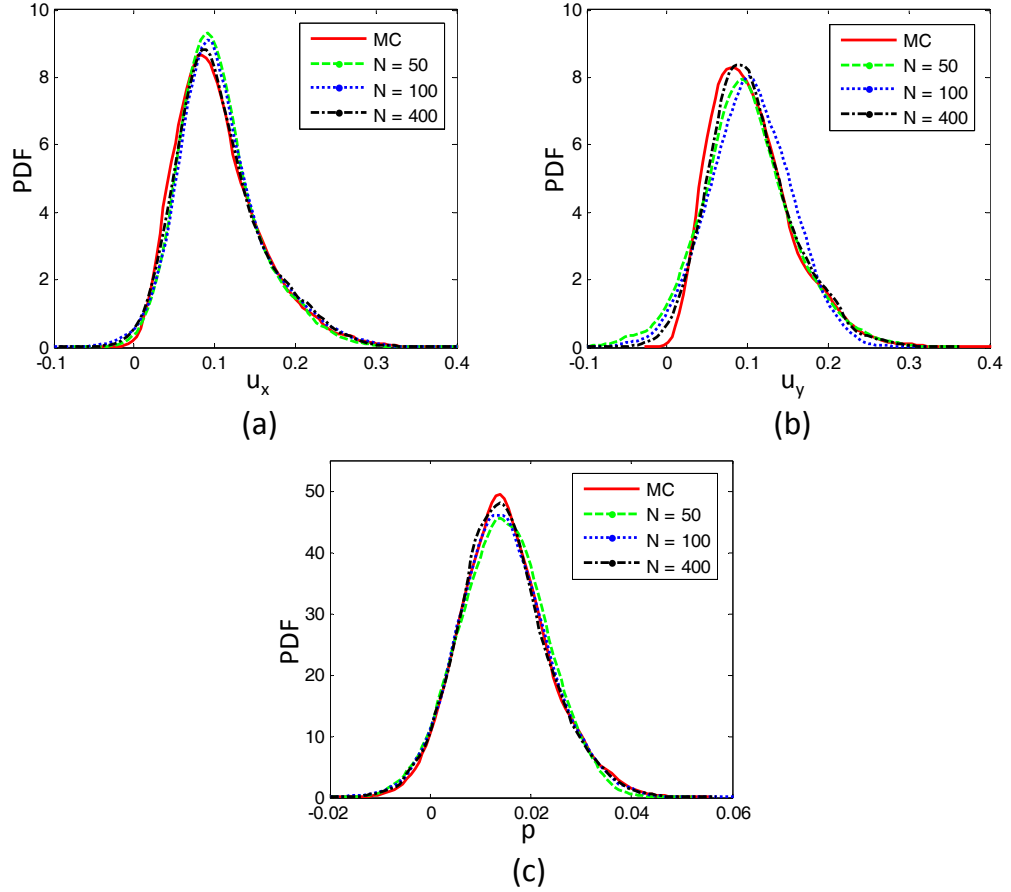 10
8
6
4
2
0
PDF
-0.1
0
0.1
0.2
0.3
0.4
u_x
MC
N = 50
N = 100
N = 400
(a)
10
8
6
4
2
0
PDF
-0.1
0
0.1
0.2
0.3
0.4
u_y
MC
N = 50
N = 100
N = 400
(b)
50
40
30
20
10
0
PDF
-0.02
0
0.02
0.04
0.06
p
MC
N = 50
N = 100
N = 400
(c)